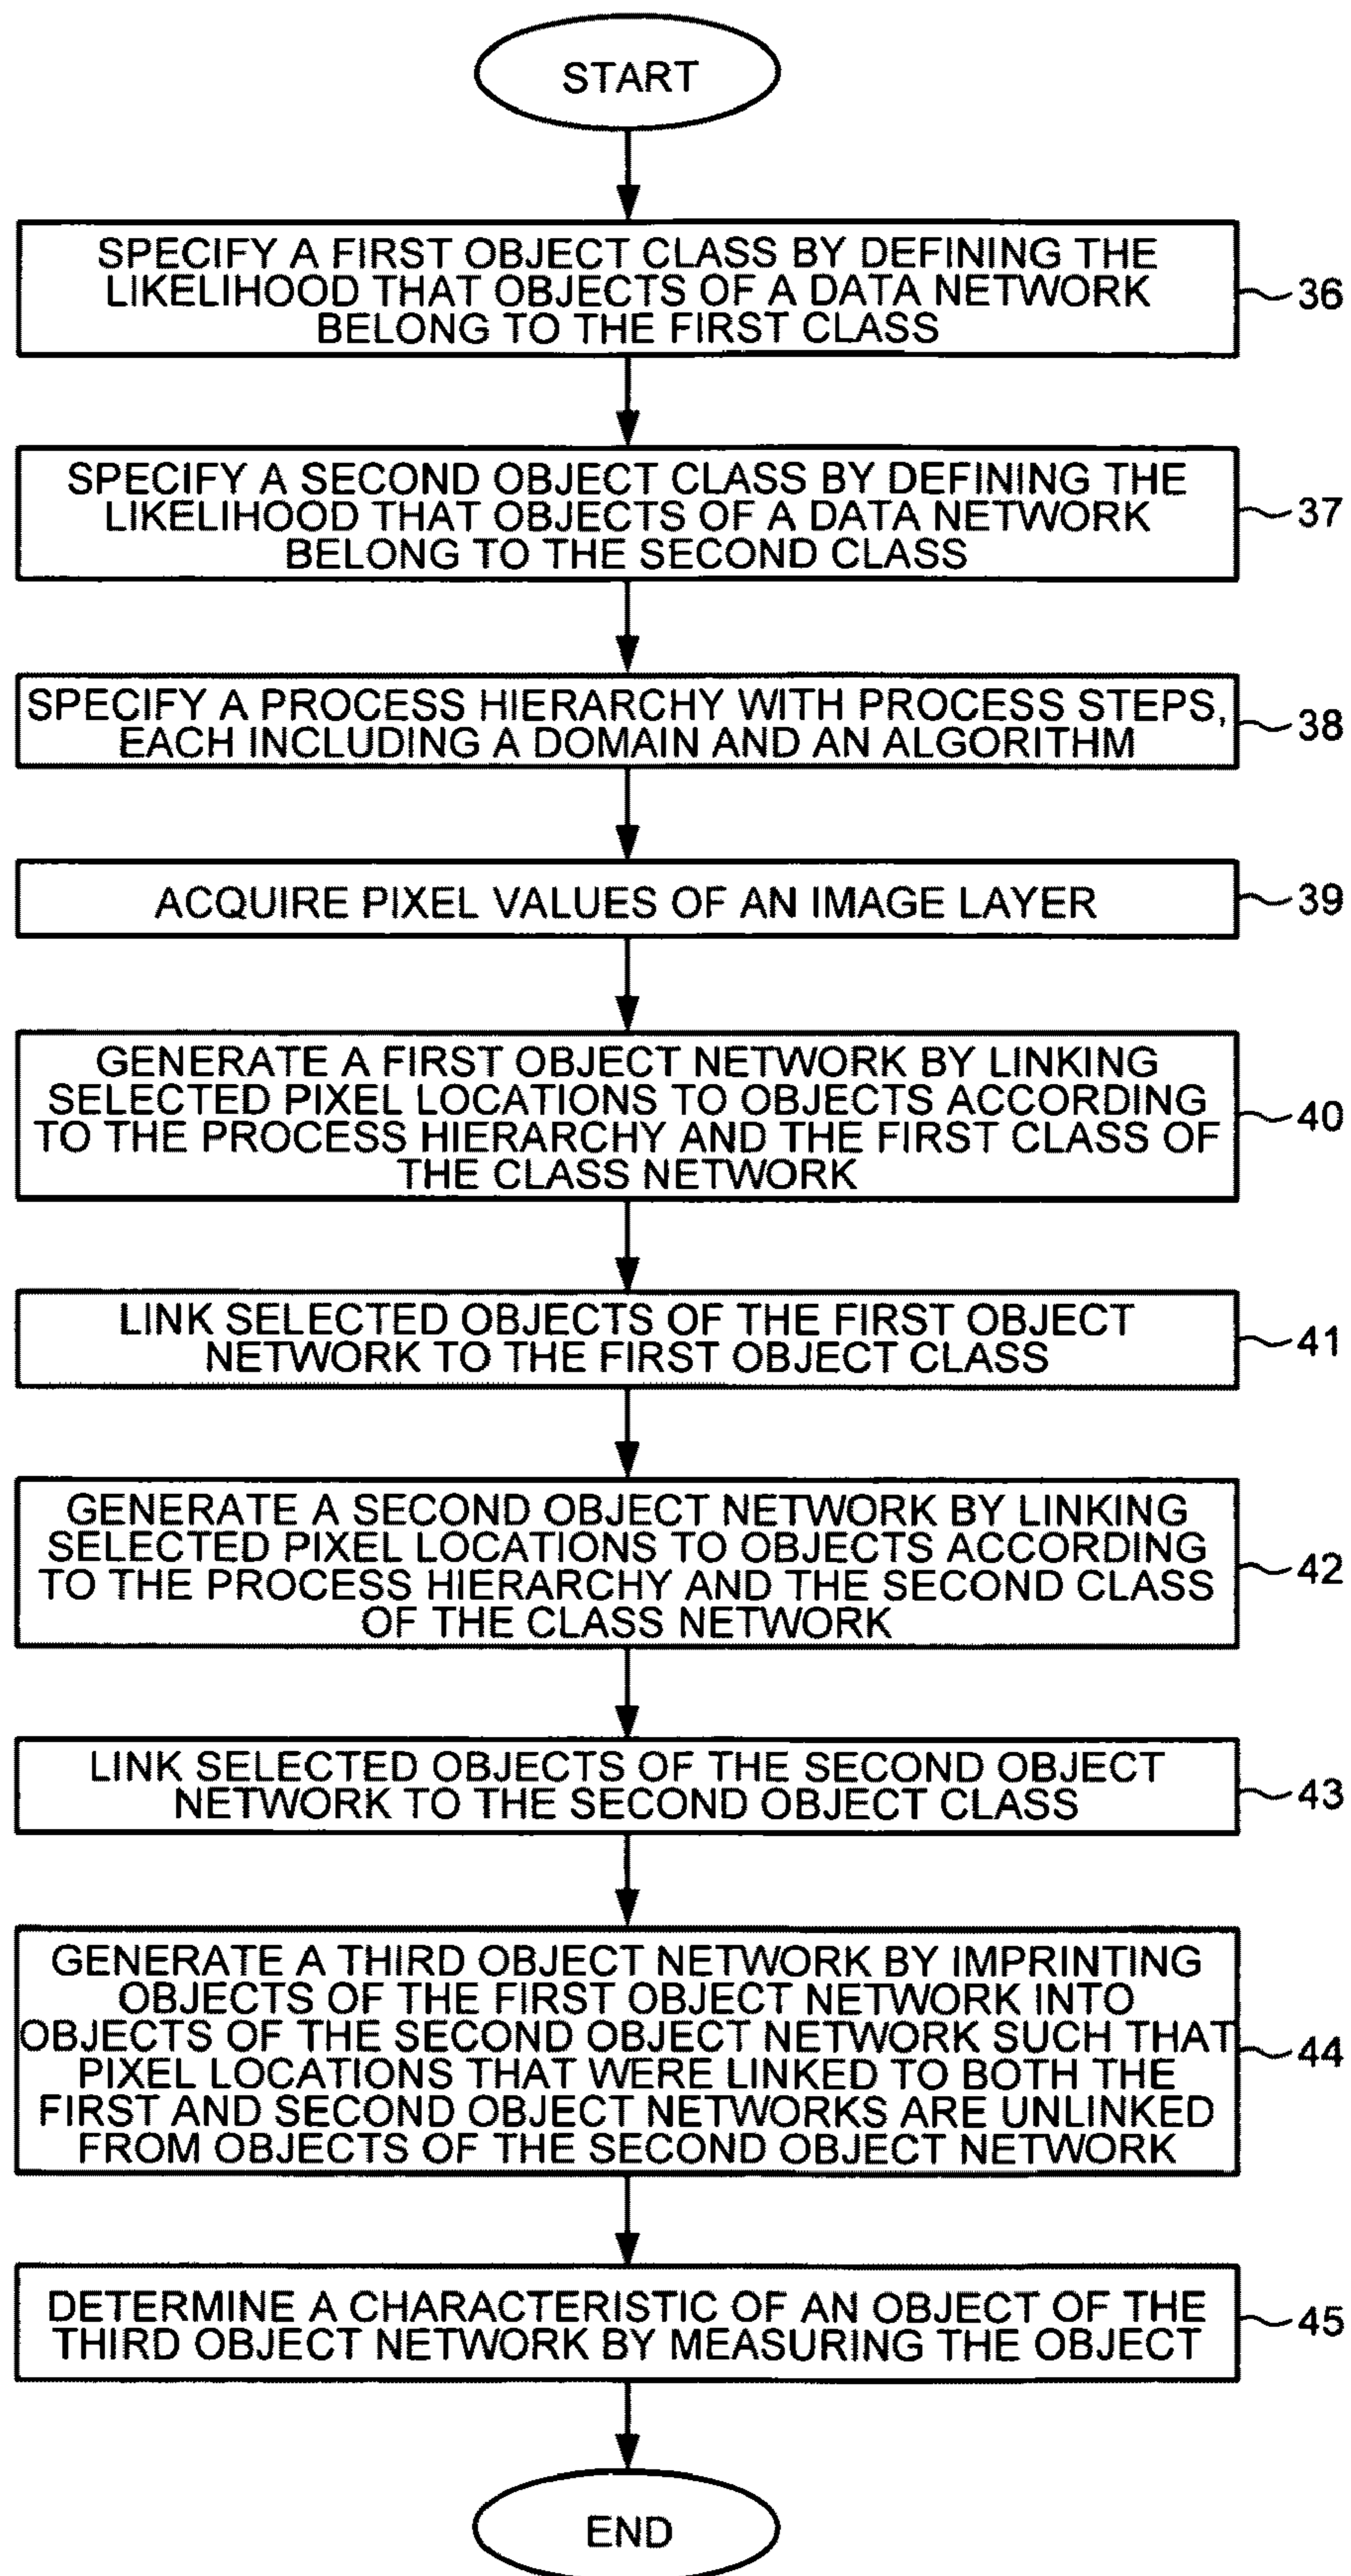 START
SPECIFY A FIRST OBJECT CLASS BY DEFINING THE
LIKELIHOOD THAT OBJECTS OF A DATA NETWORK
BELONG TO THE FIRST CLASS
36
SPECIFY A SECOND OBJECT CLASS BY DEFINING THE
LIKELIHOOD THAT OBJECTS OF A DATA NETWORK
BELONG TO THE SECOND CLASS
37
SPECIFY A PROCESS HIERARCHY WITH PROCESS STEPS,
EACH INCLUDING A DOMAIN AND AN ALGORITHM
38
ACQUIRE PIXEL VALUES OF AN IMAGE LAYER
39
GENERATE A FIRST OBJECT NETWORK BY LINKING
SELECTED PIXEL LOCATIONS TO OBJECTS ACCORDING
TO THE PROCESS HIERARCHY AND THE FIRST CLASS OF
THE CLASS NETWORK
40
LINK SELECTED OBJECTS OF THE FIRST OBJECT
NETWORK TO THE FIRST OBJECT CLASS
41
GENERATE A SECOND OBJECT NETWORK BY LINKING
SELECTED PIXEL LOCATIONS TO OBJECTS ACCORDING
TO THE PROCESS HIERARCHY AND THE SECOND CLASS
OF THE CLASS NETWORK
42
LINK SELECTED OBJECTS OF THE SECOND OBJECT
NETWORK TO THE SECOND OBJECT CLASS
43
GENERATE A THIRD OBJECT NETWORK BY IMPRINTING
OBJECTS OF THE FIRST OBJECT NETWORK INTO
OBJECTS OF THE SECOND OBJECT NETWORK SUCH THAT
PIXEL LOCATIONS THAT WERE LINKED TO BOTH THE
FIRST AND SECOND OBJECT NETWORKS ARE UNLINKED
FROM OBJECTS OF THE SECOND OBJECT NETWORK
44
DETERMINE A CHARACTERISTIC OF AN OBJECT OF THE
THIRD OBJECT NETWORK BY MEASURING THE OBJECT
45
END